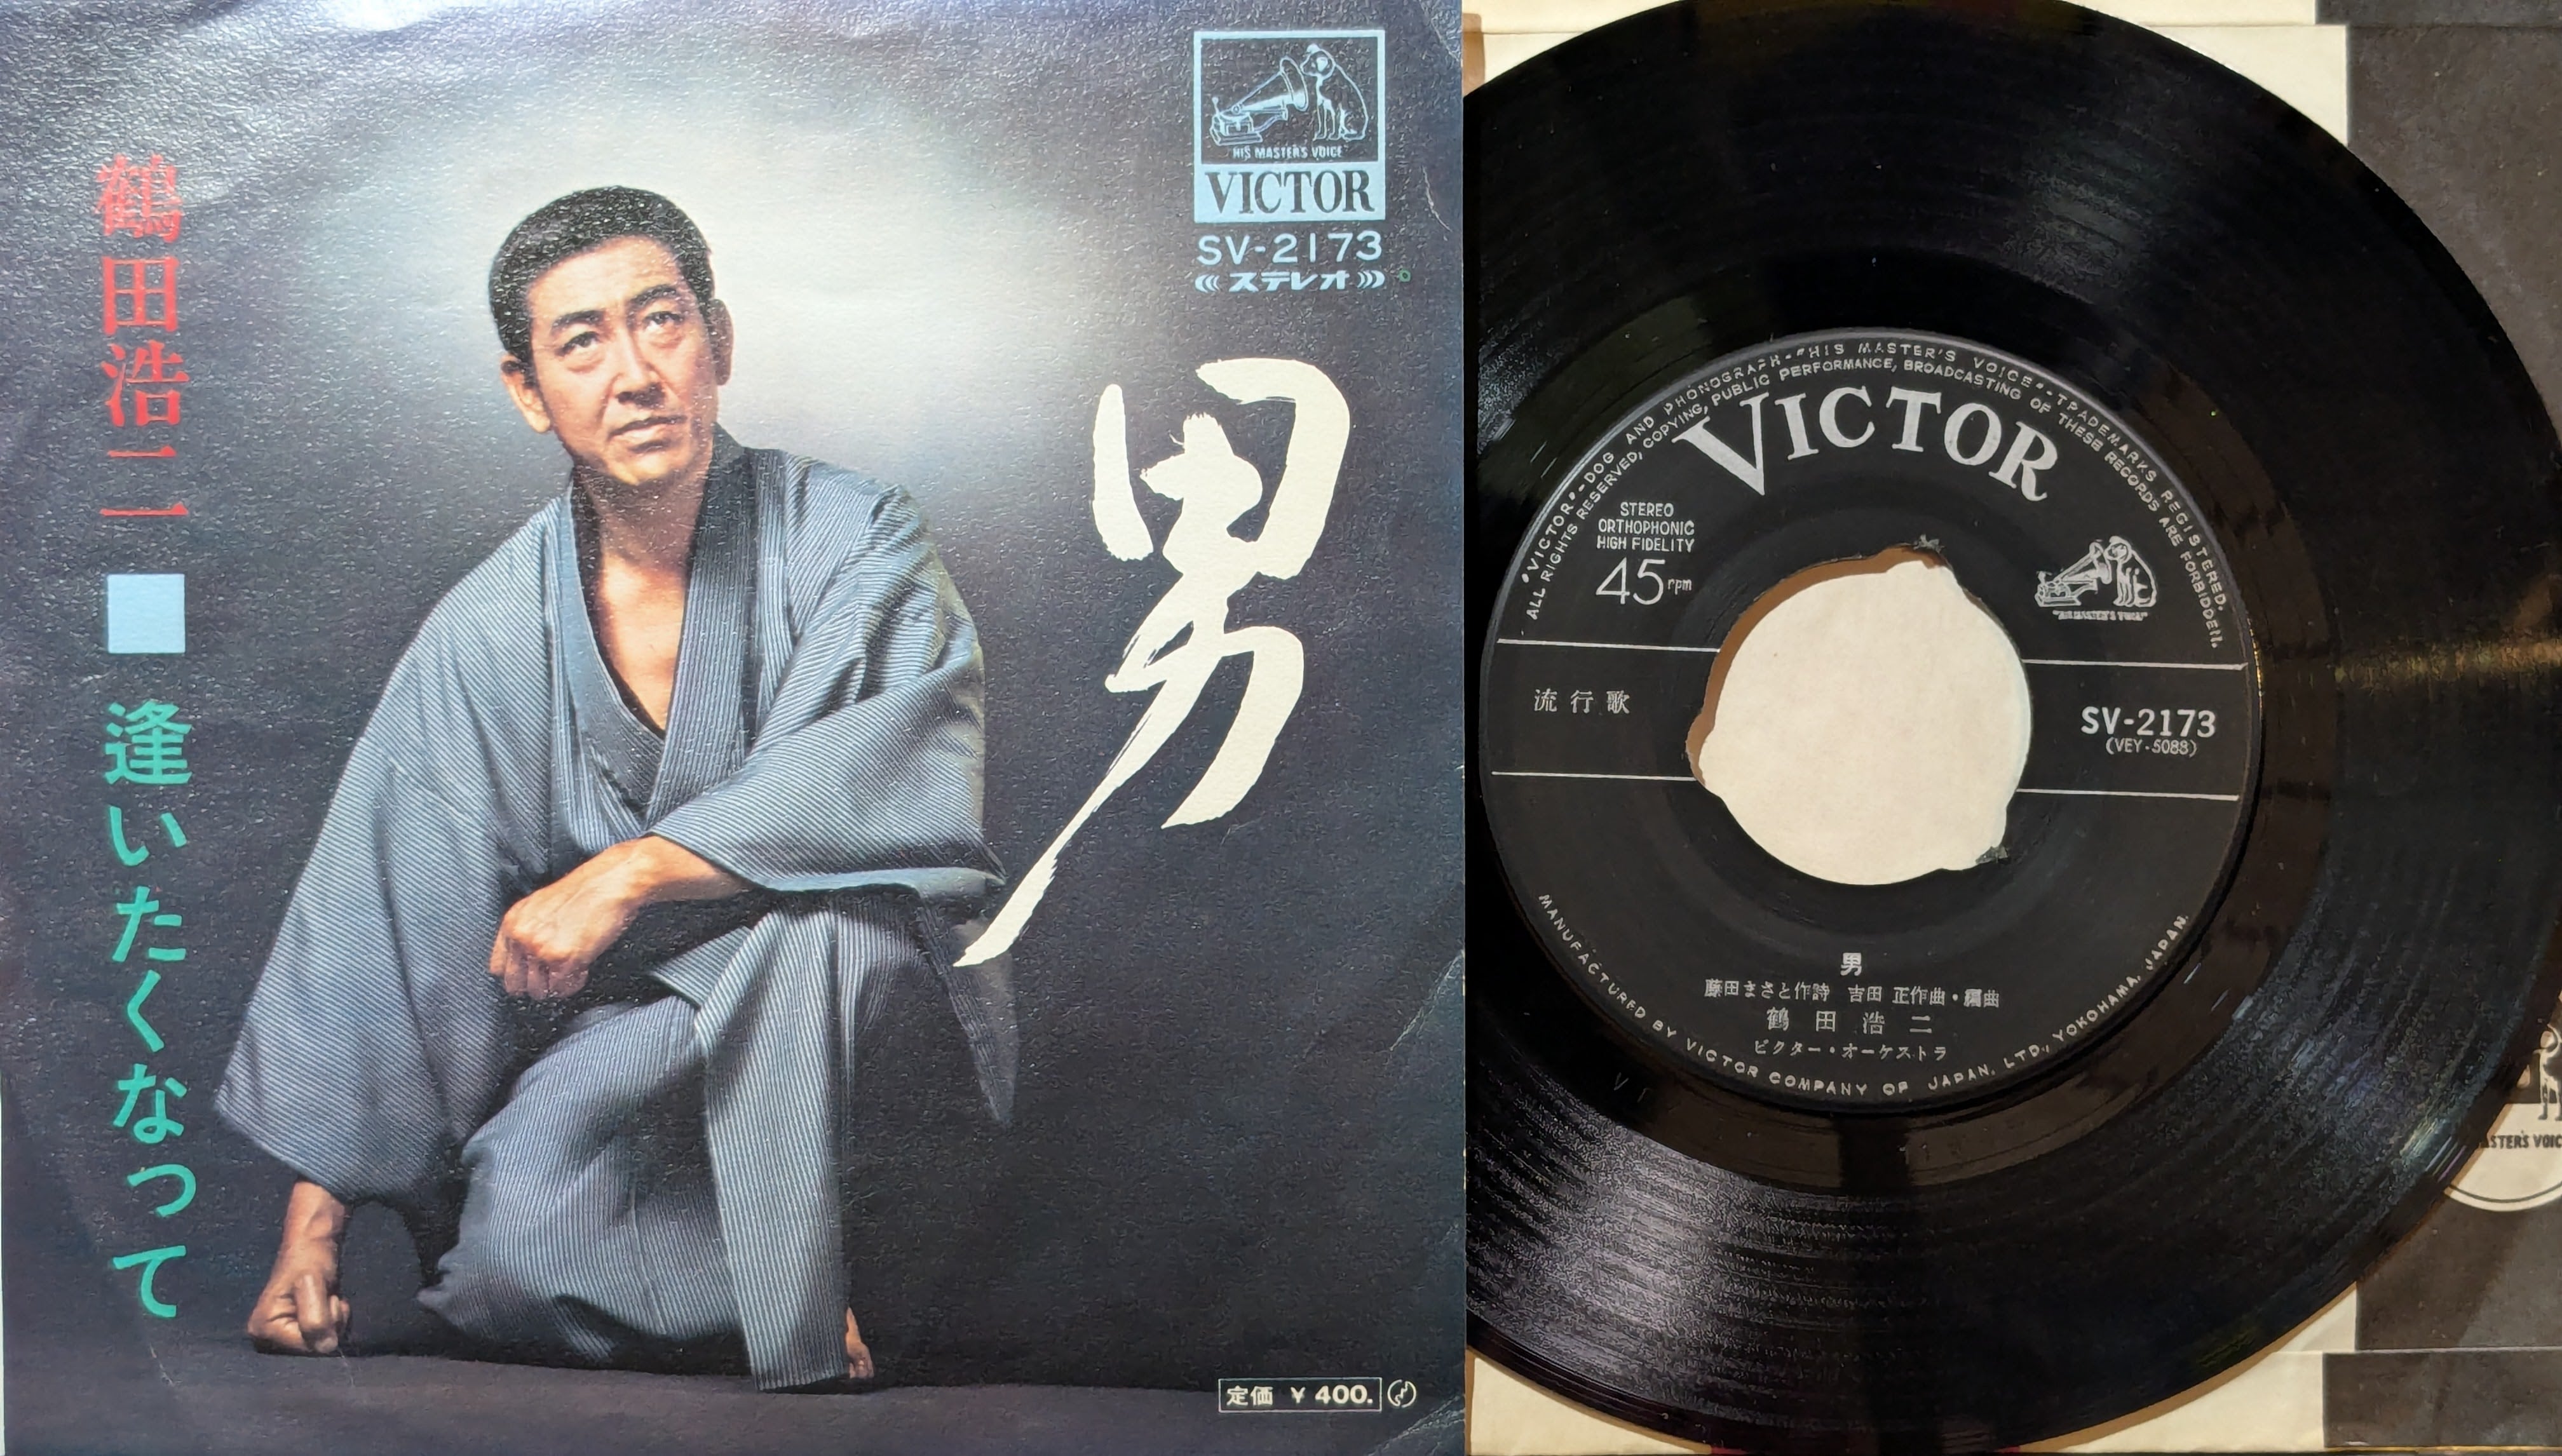 鶴田浩二■逢いたくなって
HIS MASTER'S VOICE
VICTOR
SV-2173
ステレオ
男
定価 ¥400.
"VICTOR"-DOG AND PHONOGRAPH-"HIS MASTER'S VOICE"-TRADEMARKS REGISTERED.
ALL RIGHTS RESERVED, COPYING, PUBLIC PERFORMANCE, BROADCASTING OF THESE RECORDS ARE FORBIDDEN.
VICTOR
STEREO
ORTHOPHONIC
HIGH FIDELITY
45 rpm
"HIS MASTER'S VOICE"
流行歌
SV-2173
(VEY-5088)
男
藤田まさと作詩 吉田 正作曲・編曲
鶴田浩二
ビクター・オーケストラ
MANUFACTURED BY VICTOR COMPANY OF JAPAN, LTD., YOKOHAMA, JAPAN.